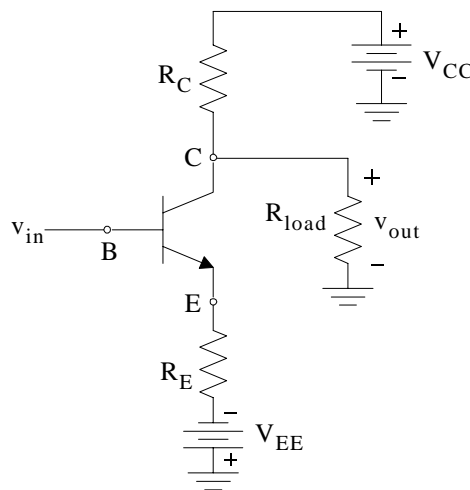 +
R_C
V_CC
-
C
+
R_load
v_out
v_in
B
-
E
R_E
-
V_EE
+